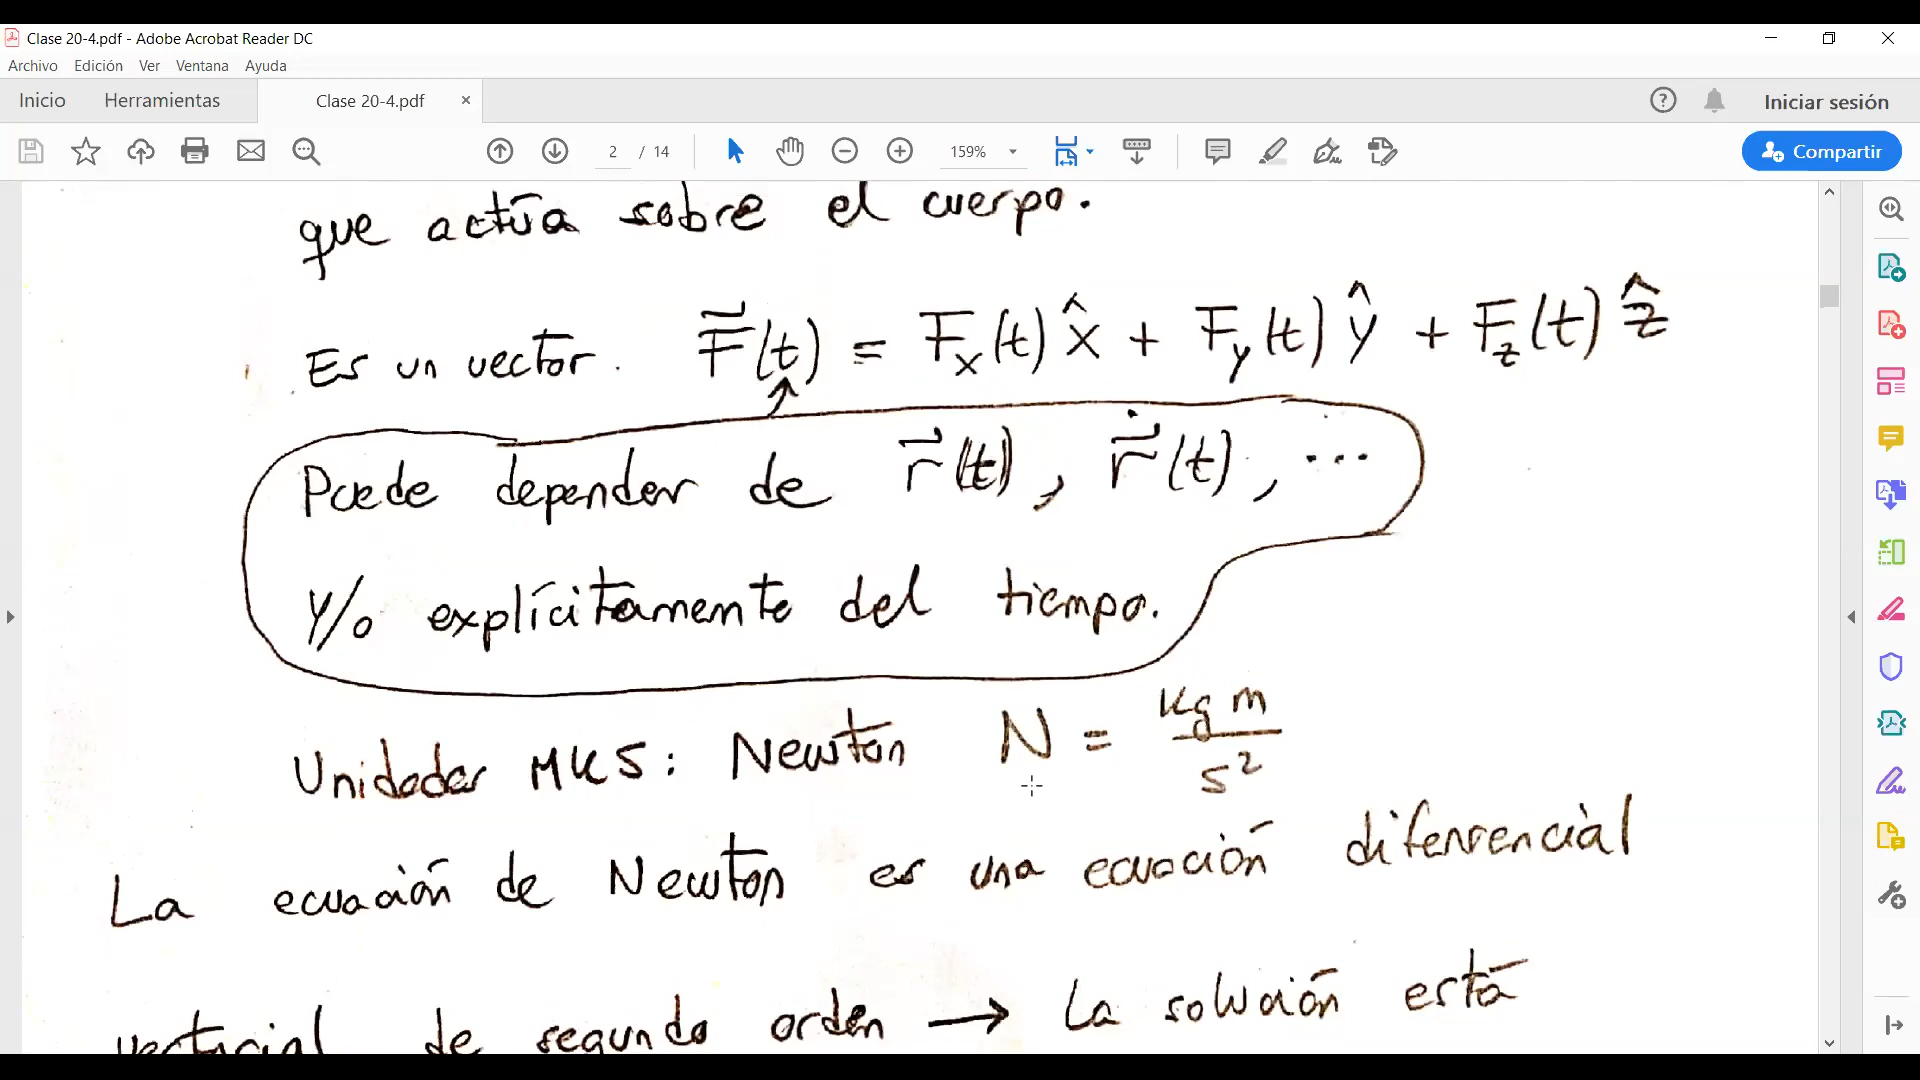 Clase 20-4.pdf - Adobe Acrobat Reader DC
Archivo Edición Ver Ventana Ayuda
Inicio Herramientas Clase 20-4.pdf × Iniciar sesión
2 / 14 159% Compartir
que actúa sobre el cuerpo.
Es un vector. F⃗(t) = Fx(t) x̂ + Fy(t) ŷ + Fz(t) ẑ
Puede depender de r⃗(t), ṙ⃗(t), ...
y/o explícitamente del tiempo.
Unidades MKS: Newton N = kg m / s²
La ecuación de Newton es una ecuación diferencial
vectorial de segundo orden → La solución está